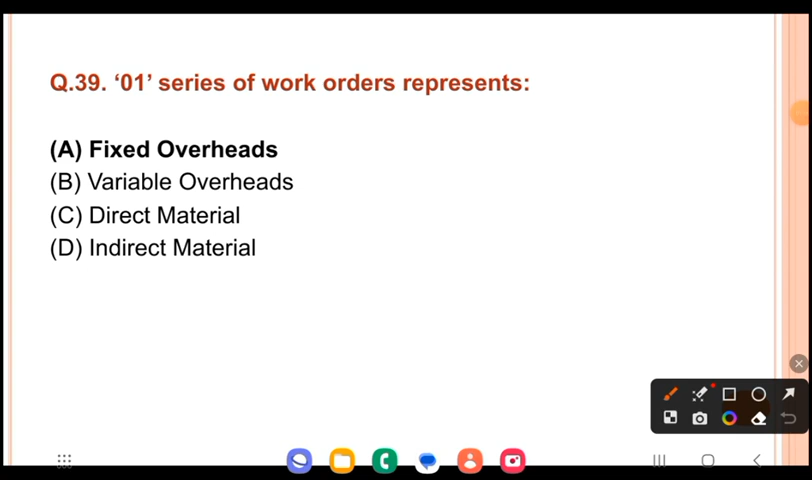 Q.39. ‘01’ series of work orders represents:
(A) Fixed Overheads
(B) Variable Overheads
(C) Direct Material
(D) Indirect Material